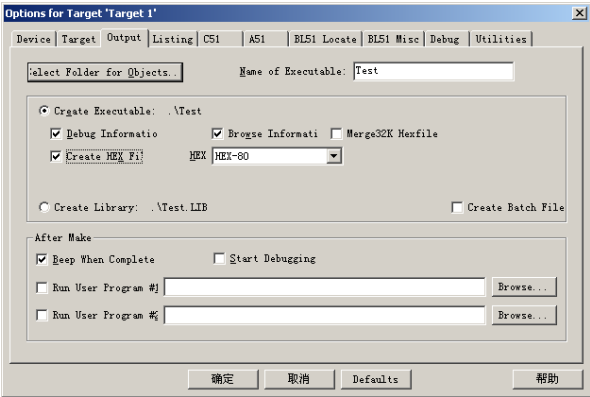 Options for Target 'Target 1'
Device Target Output Listing C51 A51 BL51 Locate BL51 Misc Debug Utilities
elect Folder for Objects.. Name of Executable: Test
Create Executable: .\Test
Debug Informatio Browse Informati Merge32K Hexfile
Create HEX Fi HEX HEX-80
Create Library: .\Test.LIB Create Batch File
After Make
Beep When Complete Start Debugging
Run User Program #1 Browse...
Run User Program #2 Browse...
确定 取消 Defaults 帮助